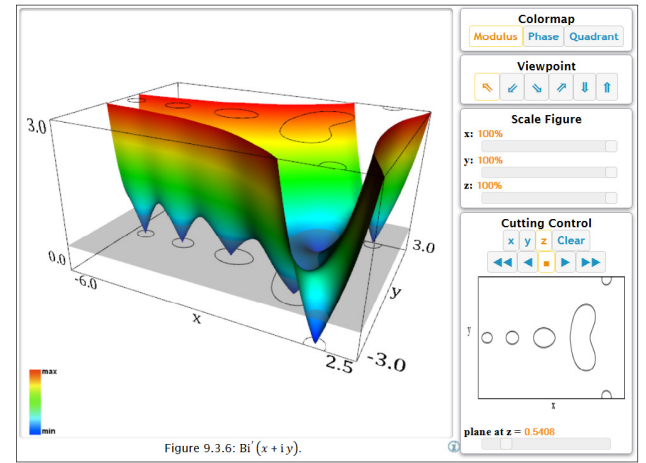 3.0
0.0
-6.0
x
2.5
-3.0
y
3.0
max
min
Figure 9.3.6: Bi′(x + i y).
Colormap
Modulus Phase Quadrant
Viewpoint
⇖ ⇙ ⇘ ⇗ ⇓ ⇑
Scale Figure
x: 100%
y: 100%
z: 100%
Cutting Control
x y z Clear
y
x
plane at z = 0.5408